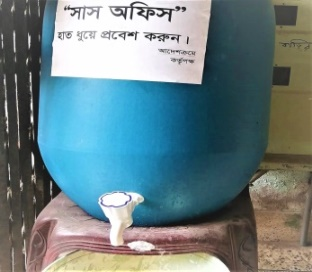 “সাস অফিস”
হাত ধুয়ে প্রবেশ করুন।
আদেশক্রমে
কর্তৃপক্ষ